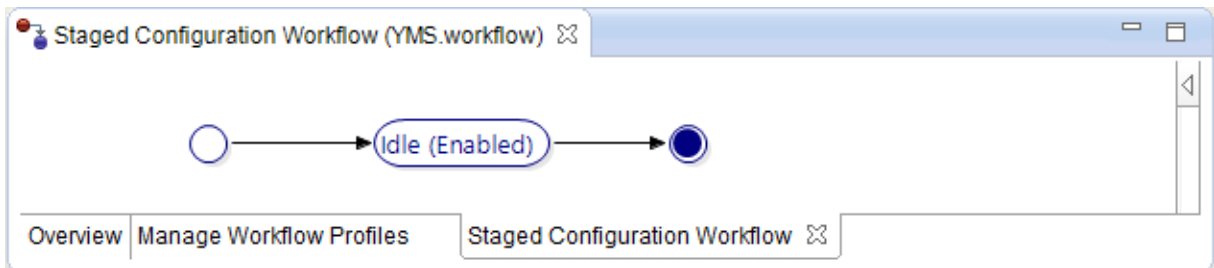 Staged Configuration Workflow (YMS.workflow)
Idle (Enabled)
Overview Manage Workflow Profiles Staged Configuration Workflow